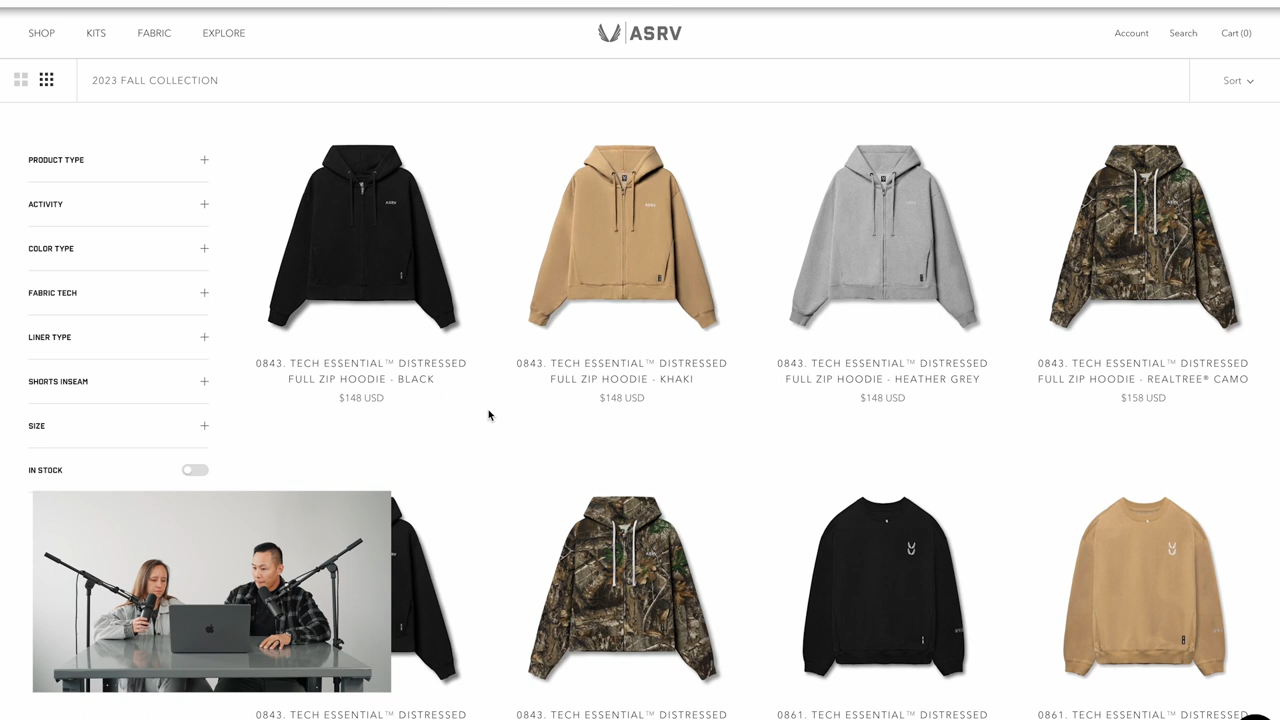 SHOP KITS FABRIC EXPLORE ASRV Account Search Cart (0)
2023 FALL COLLECTION Sort
PRODUCT TYPE
ACTIVITY
COLOR TYPE
FABRIC TECH
LINER TYPE
SHORTS INSEAM
SIZE
IN STOCK
0843. TECH ESSENTIAL™ DISTRESSED
FULL ZIP HOODIE - BLACK
$148 USD
0843. TECH ESSENTIAL™ DISTRESSED
FULL ZIP HOODIE - KHAKI
$148 USD
0843. TECH ESSENTIAL™ DISTRESSED
FULL ZIP HOODIE - HEATHER GREY
$148 USD
0843. TECH ESSENTIAL™ DISTRESSED
FULL ZIP HOODIE - REALTREE® CAMO
$158 USD
0843. TECH ESSENTIAL™ DISTRESSED
0843. TECH ESSENTIAL™ DISTRESSED
0861. TECH ESSENTIAL™ DISTRESSED
0861. TECH ESSENTIAL™ DISTRESSED